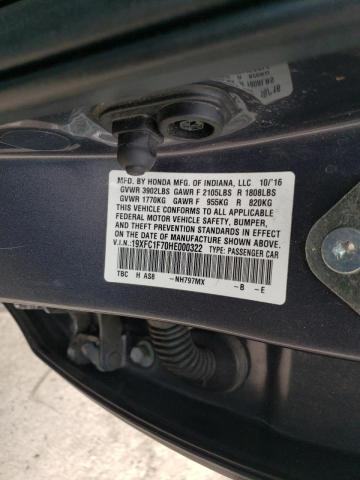 MFD. BY HONDA MFG. OF INDIANA, LLC 10/'16
GVWR 3902LBS GAWR F 2105LBS R 1808LBS
GVWR 1770KG GAWR F 955KG R 820KG
THIS VEHICLE CONFORMS TO ALL APPLICABLE
FEDERAL MOTOR VEHICLE SAFETY, BUMPER,
AND THEFT PREVENTION STANDARDS IN EFFECT
ON THE DATE OF MANUFACTURE SHOWN ABOVE.
V.I.N.:19XFC1F70HE000322 TYPE: PASSENGER CAR
TBC H AS8 -NH797MX -B -E